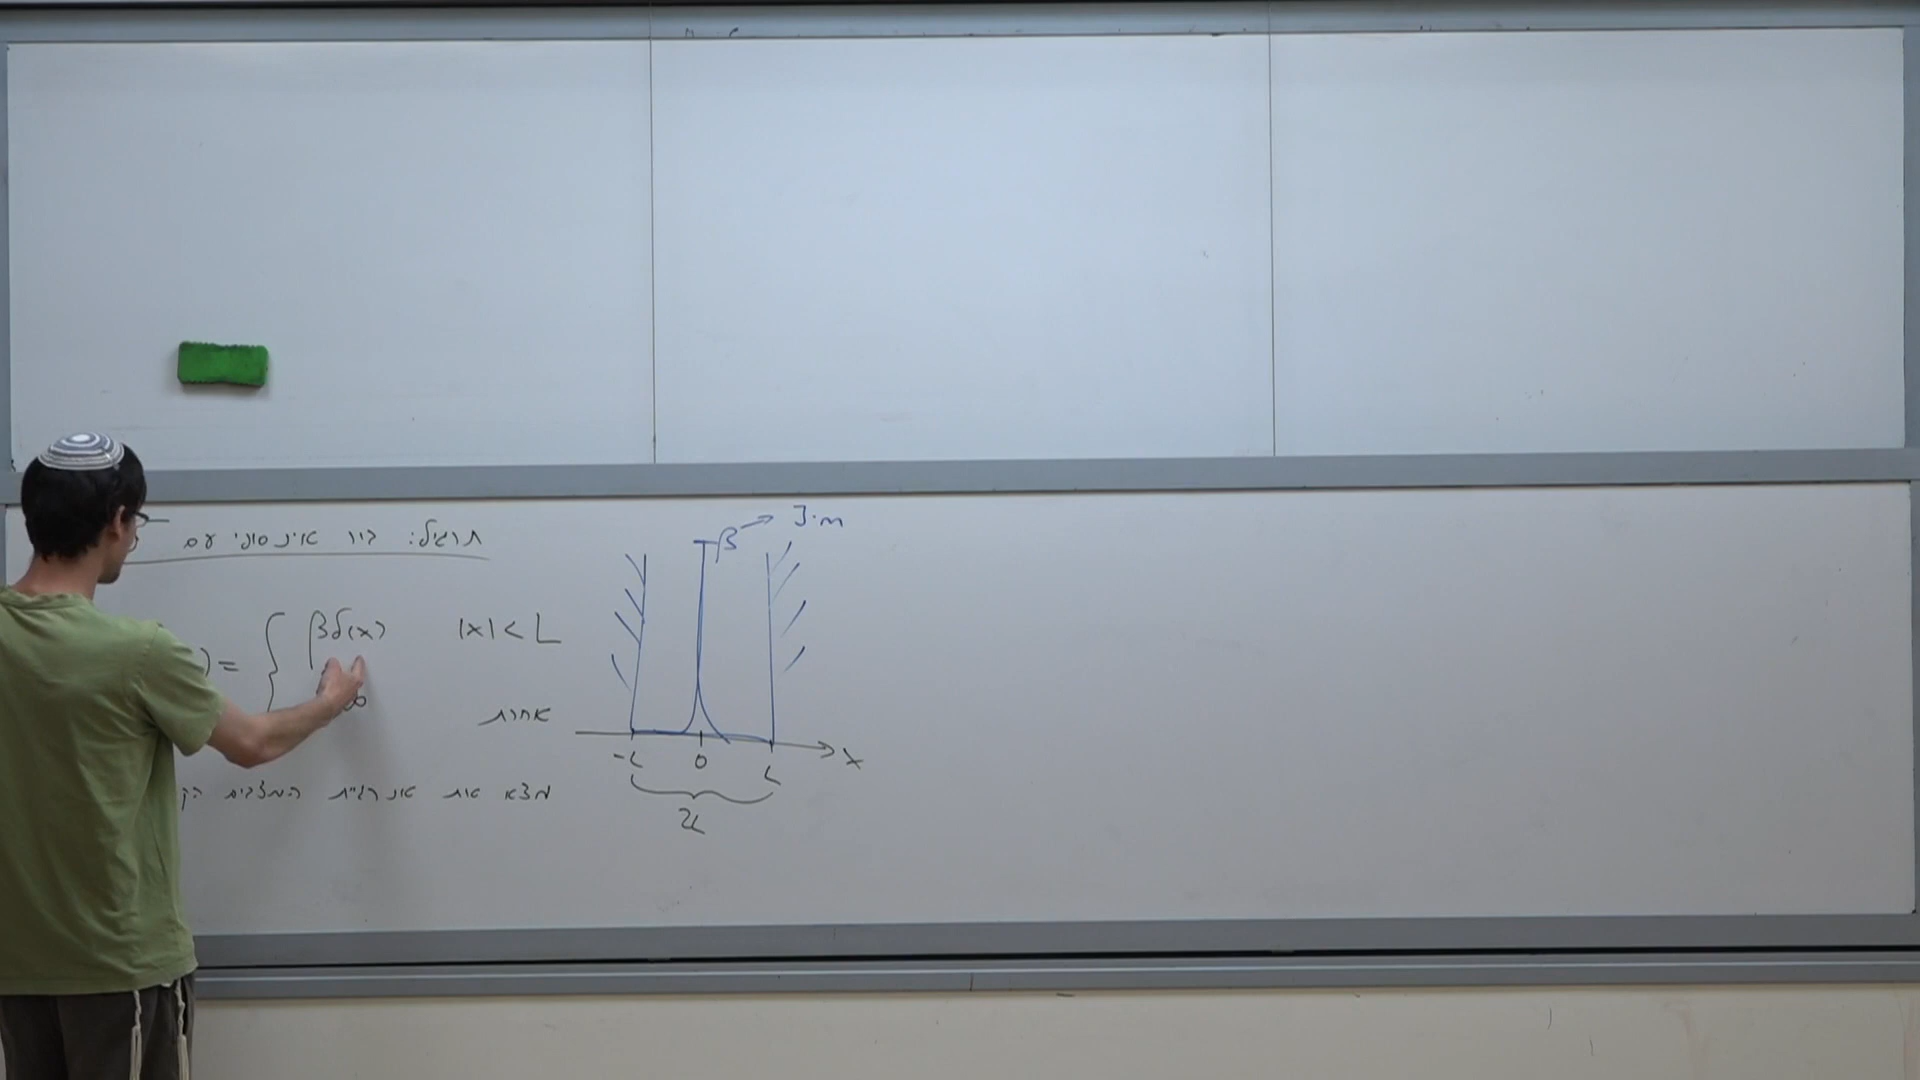 תרגיל: בור אינסופי עם
)= { βδ(x) |x| < L
∞ אחרת
מצא את אנרגיית המצבים הק
β → J·m
-L 0 L x
2L